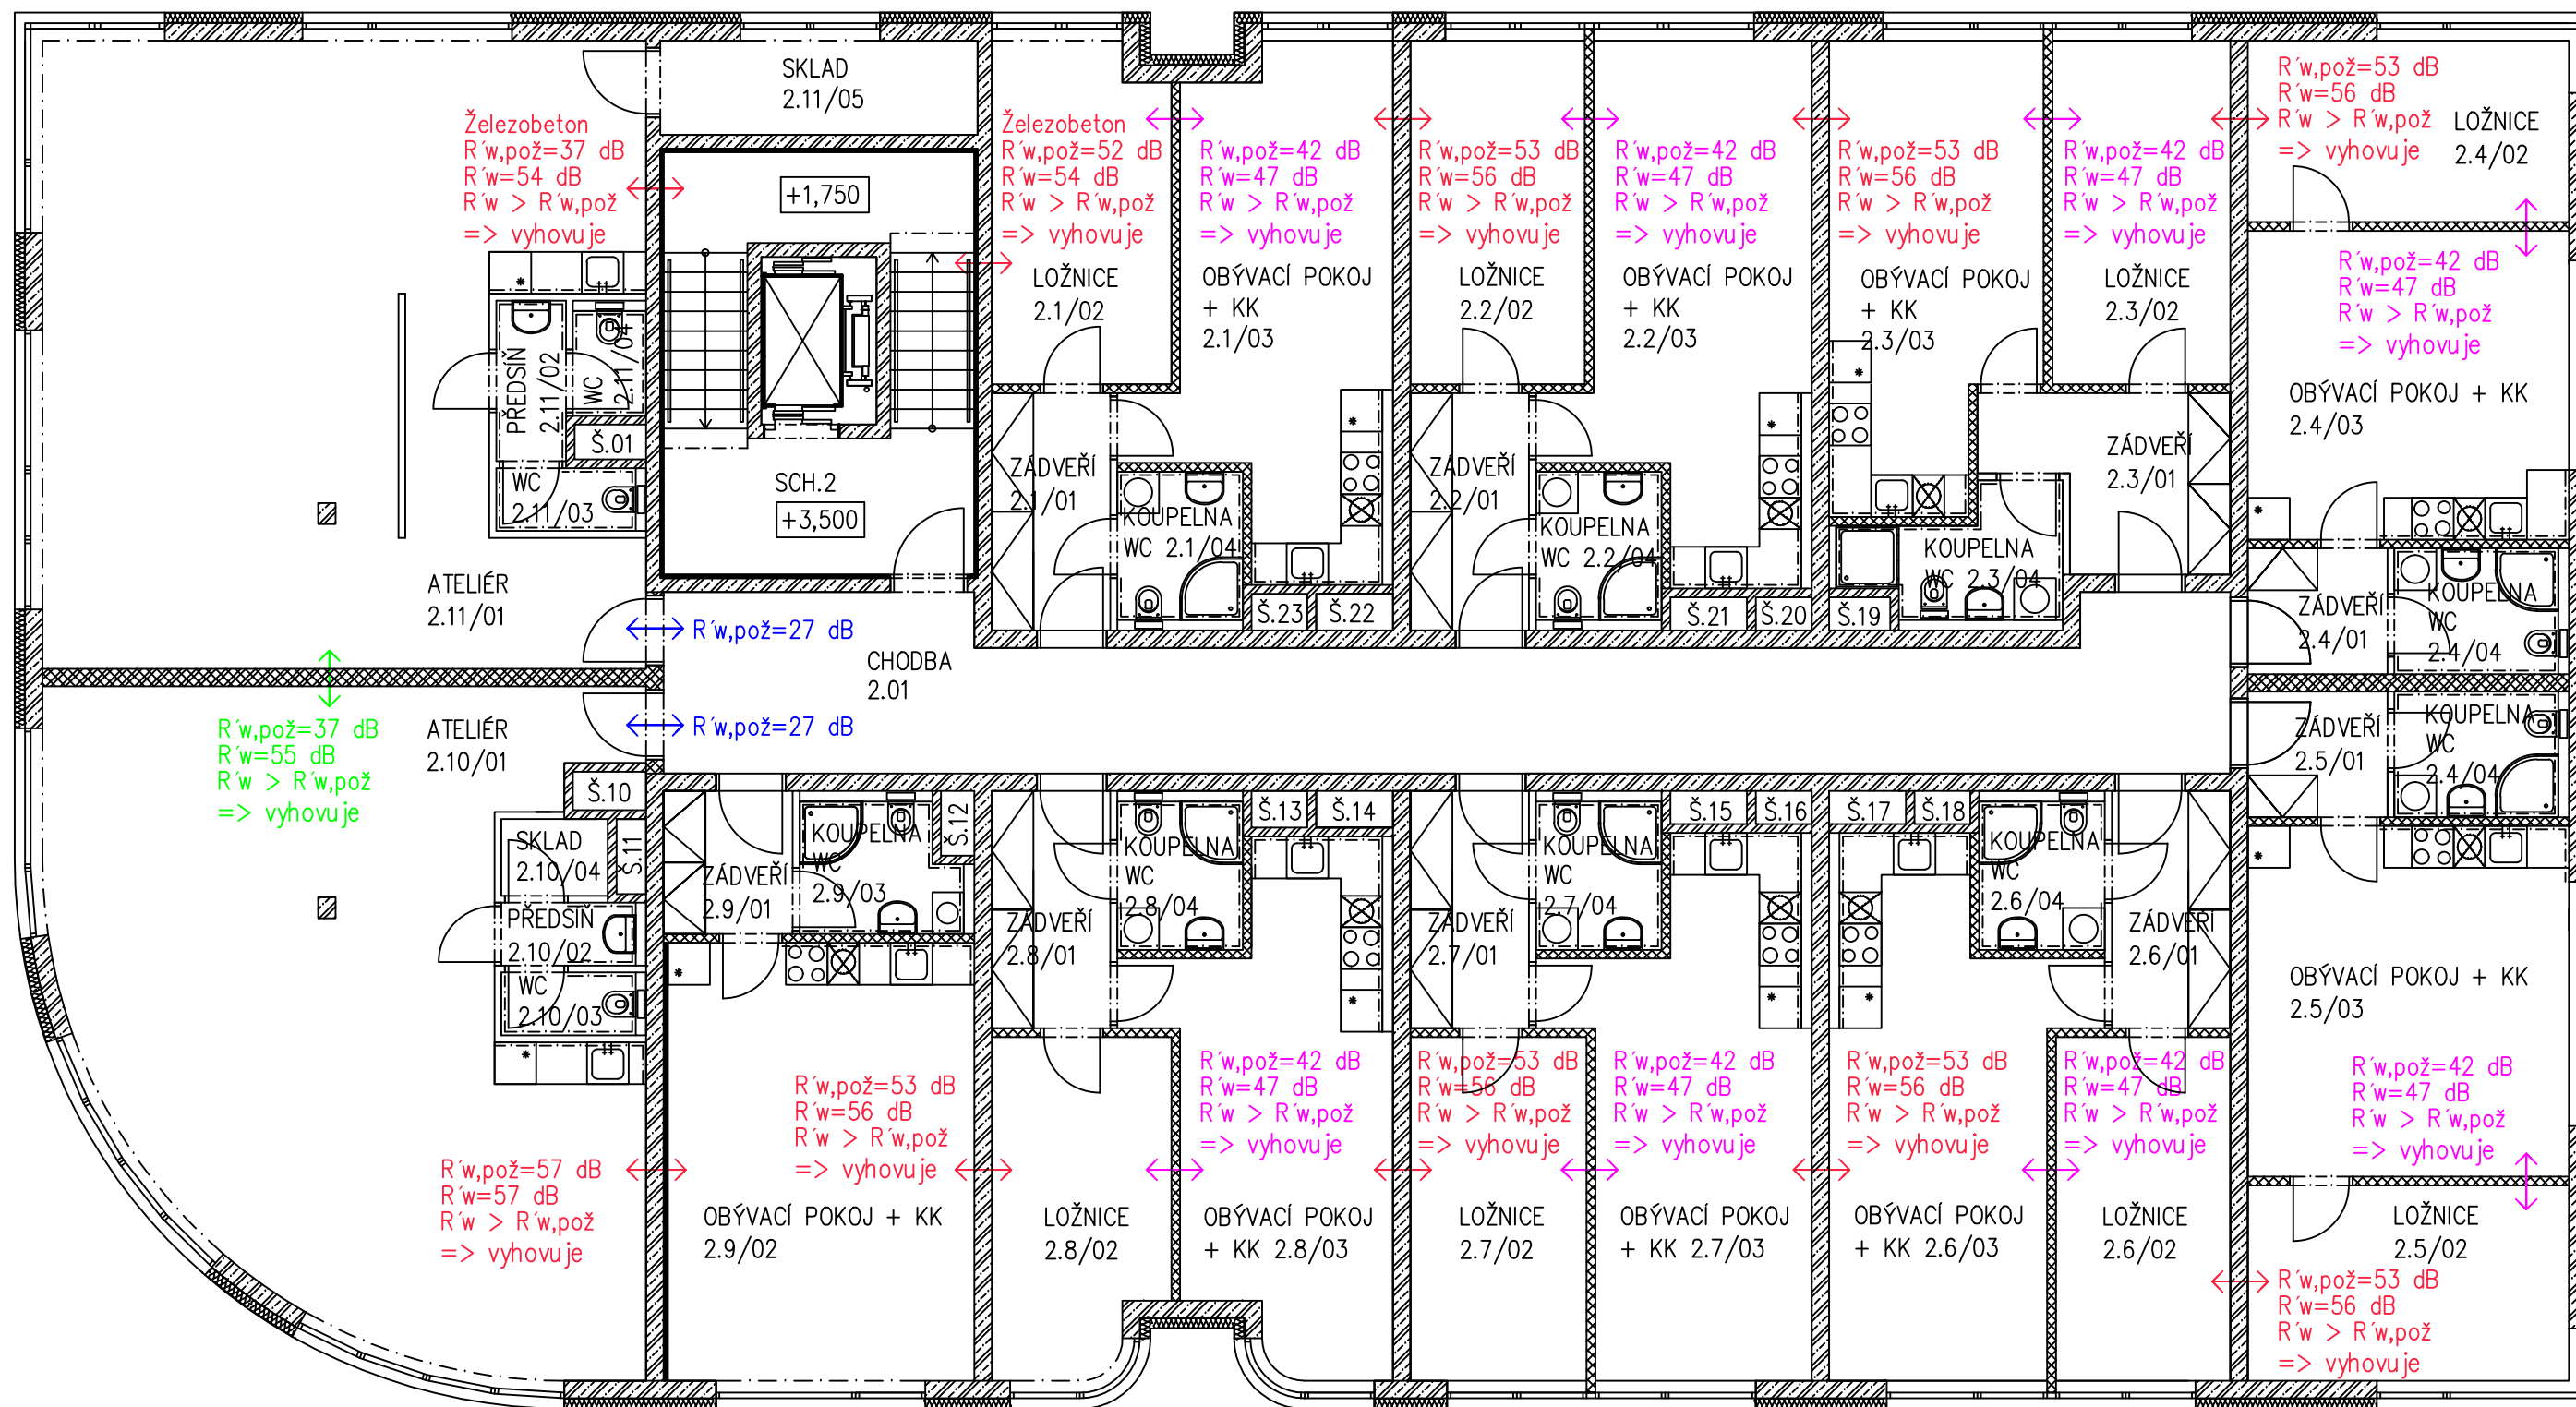 SKLAD
2.11/05
Železobeton
R´w,pož=37 dB
R´w=54 dB
R´w > R´w,pož
=> vyhovuje
+1,750
Železobeton
R´w,pož=52 dB
R´w=54 dB
R´w > R´w,pož
=> vyhovuje
LOŽNICE
2.1/02
R´w,pož=42 dB
R´w=47 dB
R´w > R´w,pož
=> vyhovuje
OBÝVACÍ POKOJ
+ KK
2.1/03
R´w,pož=53 dB
R´w=56 dB
R´w > R´w,pož
=> vyhovuje
LOŽNICE
2.2/02
R´w,pož=42 dB
R´w=47 dB
R´w > R´w,pož
=> vyhovuje
OBÝVACÍ POKOJ
+ KK
2.2/03
R´w,pož=53 dB
R´w=56 dB
R´w > R´w,pož
=> vyhovuje
OBÝVACÍ POKOJ
+ KK
2.3/03
R´w,pož=42 dB
R´w=47 dB
R´w > R´w,pož
=> vyhovuje
LOŽNICE
2.3/02
R´w,pož=53 dB
R´w=56 dB
R´w > R´w,pož
=> vyhovuje
LOŽNICE
2.4/02
R´w,pož=42 dB
R´w=47 dB
R´w > R´w,pož
=> vyhovuje
OBÝVACÍ POKOJ + KK
2.4/03
PŘEDSÍŇ
2.11/02
WC
2.11/04
Š.01
WC
2.11/03
SCH.2
+3,500
ZÁDVEŘÍ
2.1/01
KOUPELNA
WC 2.1/04
Š.23
Š.22
ZÁDVEŘÍ
2.2/01
KOUPELNA
WC 2.2/04
Š.21
Š.20
Š.19
KOUPELNA
WC 2.3/04
ZÁDVEŘÍ
2.3/01
ZÁDVEŘÍ
2.4/01
KOUPELNA
WC
2.4/04
ATELIÉR
2.11/01
R´w,pož=27 dB
CHODBA
2.01
R´w,pož=27 dB
R´w,pož=37 dB
R´w=55 dB
R´w > R´w,pož
=> vyhovuje
ATELIÉR
2.10/01
ZÁDVEŘÍ
2.5/01
KOUPELNA
WC
2.4/04
Š.10
SKLAD
2.10/04
Š.11
PŘEDSÍŇ
2.10/02
WC
2.10/03
ZÁDVEŘÍ
2.9/01
KOUPELNA
WC
2.9/03
Š.12
ZÁDVEŘÍ
2.8/01
KOUPELNA
WC
2.8/04
Š.13
Š.14
ZÁDVEŘÍ
2.7/01
KOUPELNA
WC
2.7/04
Š.15
Š.16
Š.17
Š.18
KOUPELNA
WC
2.6/04
ZÁDVEŘÍ
2.6/01
OBÝVACÍ POKOJ + KK
2.5/03
R´w,pož=57 dB
R´w=57 dB
R´w > R´w,pož
=> vyhovuje
R´w,pož=53 dB
R´w=56 dB
R´w > R´w,pož
=> vyhovuje
OBÝVACÍ POKOJ + KK
2.9/02
LOŽNICE
2.8/02
R´w,pož=42 dB
R´w=47 dB
R´w > R´w,pož
=> vyhovuje
OBÝVACÍ POKOJ
+ KK 2.8/03
R´w,pož=53 dB
R´w=56 dB
R´w > R´w,pož
=> vyhovuje
LOŽNICE
2.7/02
R´w,pož=42 dB
R´w=47 dB
R´w > R´w,pož
=> vyhovuje
OBÝVACÍ POKOJ
+ KK 2.7/03
R´w,pož=53 dB
R´w=56 dB
R´w > R´w,pož
=> vyhovuje
OBÝVACÍ POKOJ
+ KK 2.6/03
R´w,pož=42 dB
R´w=47 dB
R´w > R´w,pož
=> vyhovuje
LOŽNICE
2.6/02
R´w,pož=42 dB
R´w=47 dB
R´w > R´w,pož
=> vyhovuje
LOŽNICE
2.5/02
R´w,pož=53 dB
R´w=56 dB
R´w > R´w,pož
=> vyhovuje